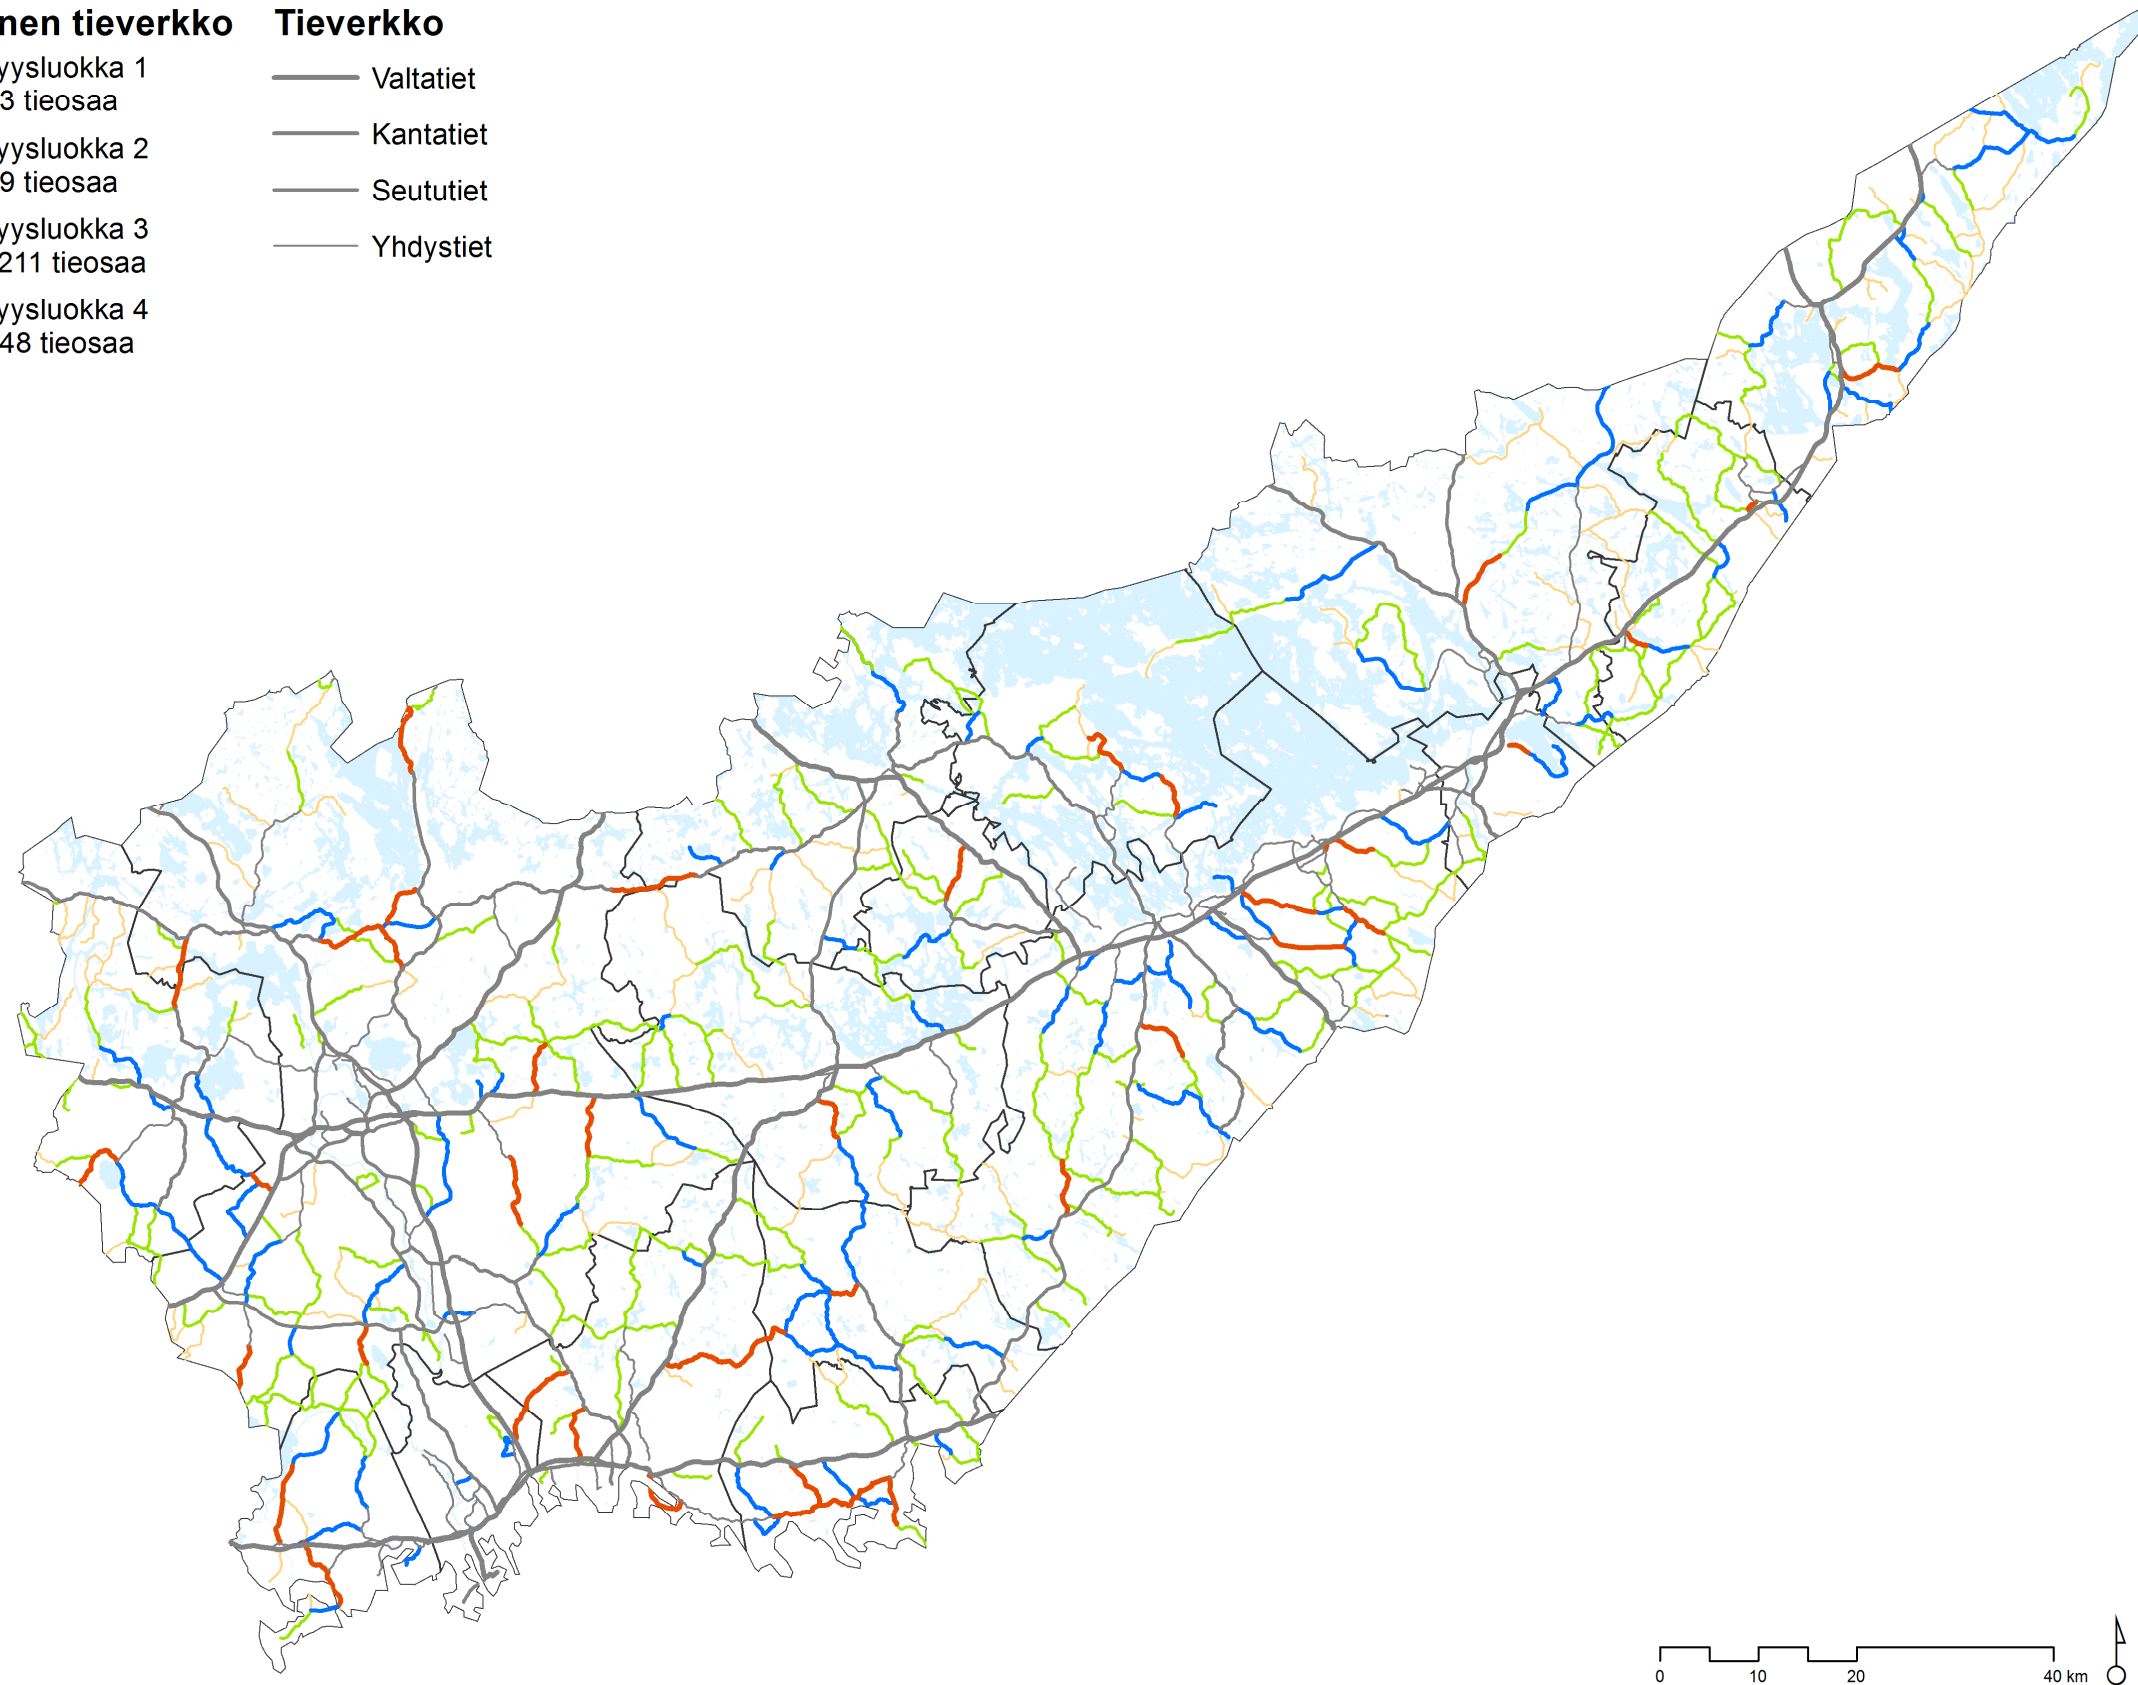 nen tieverkko
yysluokka 1
3 tieosaa
yysluokka 2
9 tieosaa
yysluokka 3
211 tieosaa
yysluokka 4
48 tieosaa
Tieverkko
Valtatiet
Kantatiet
Seututiet
Yhdystiet
0 10 20 40 km